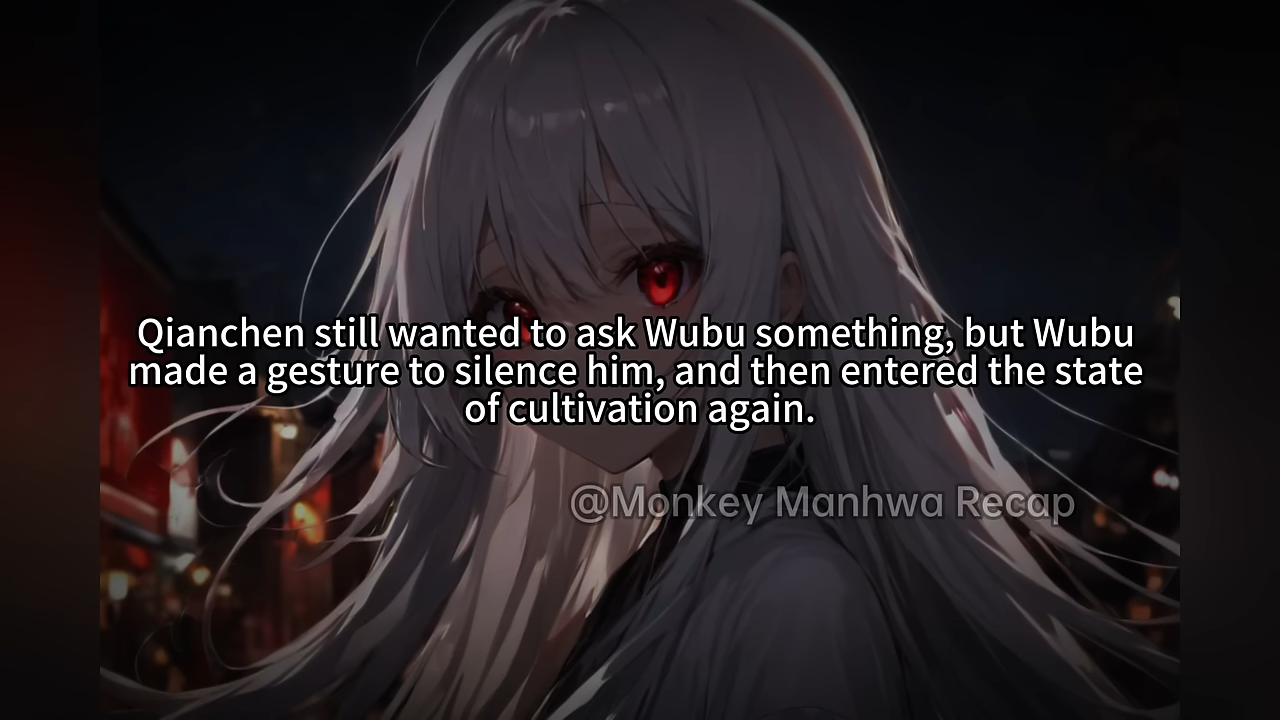 Qianchen still wanted to ask Wubu something, but Wubu
made a gesture to silence him, and then entered the state
of cultivation again.
@Monkey Manhwa Recap